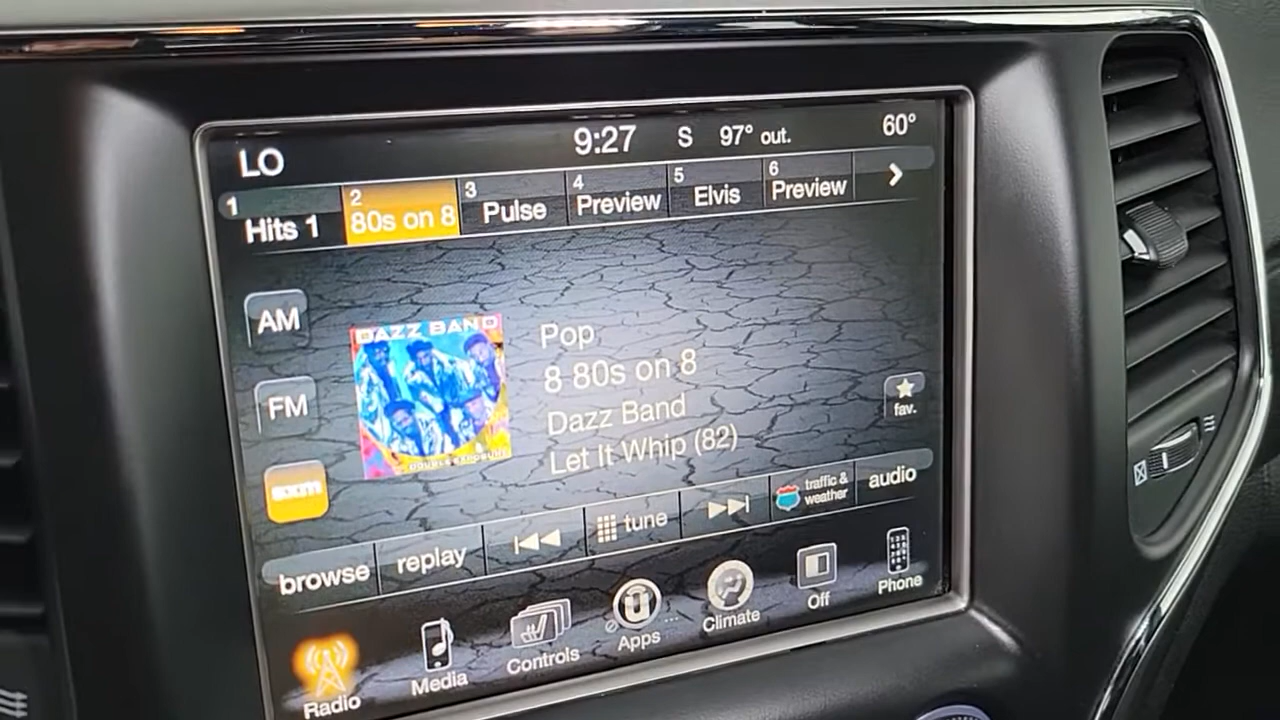 LO 9:27 S 97° out. 60°
1 Hits 1
2 80s on 8
3 Pulse
4 Preview
5 Elvis
6 Preview
AM
FM
DAZZ BAND
Pop
8 80s on 8
Dazz Band
Let It Whip (82)
fav.
browse
replay
tune
traffic &
weather
audio
Radio
Media
Controls
Apps
Climate
Off
Phone